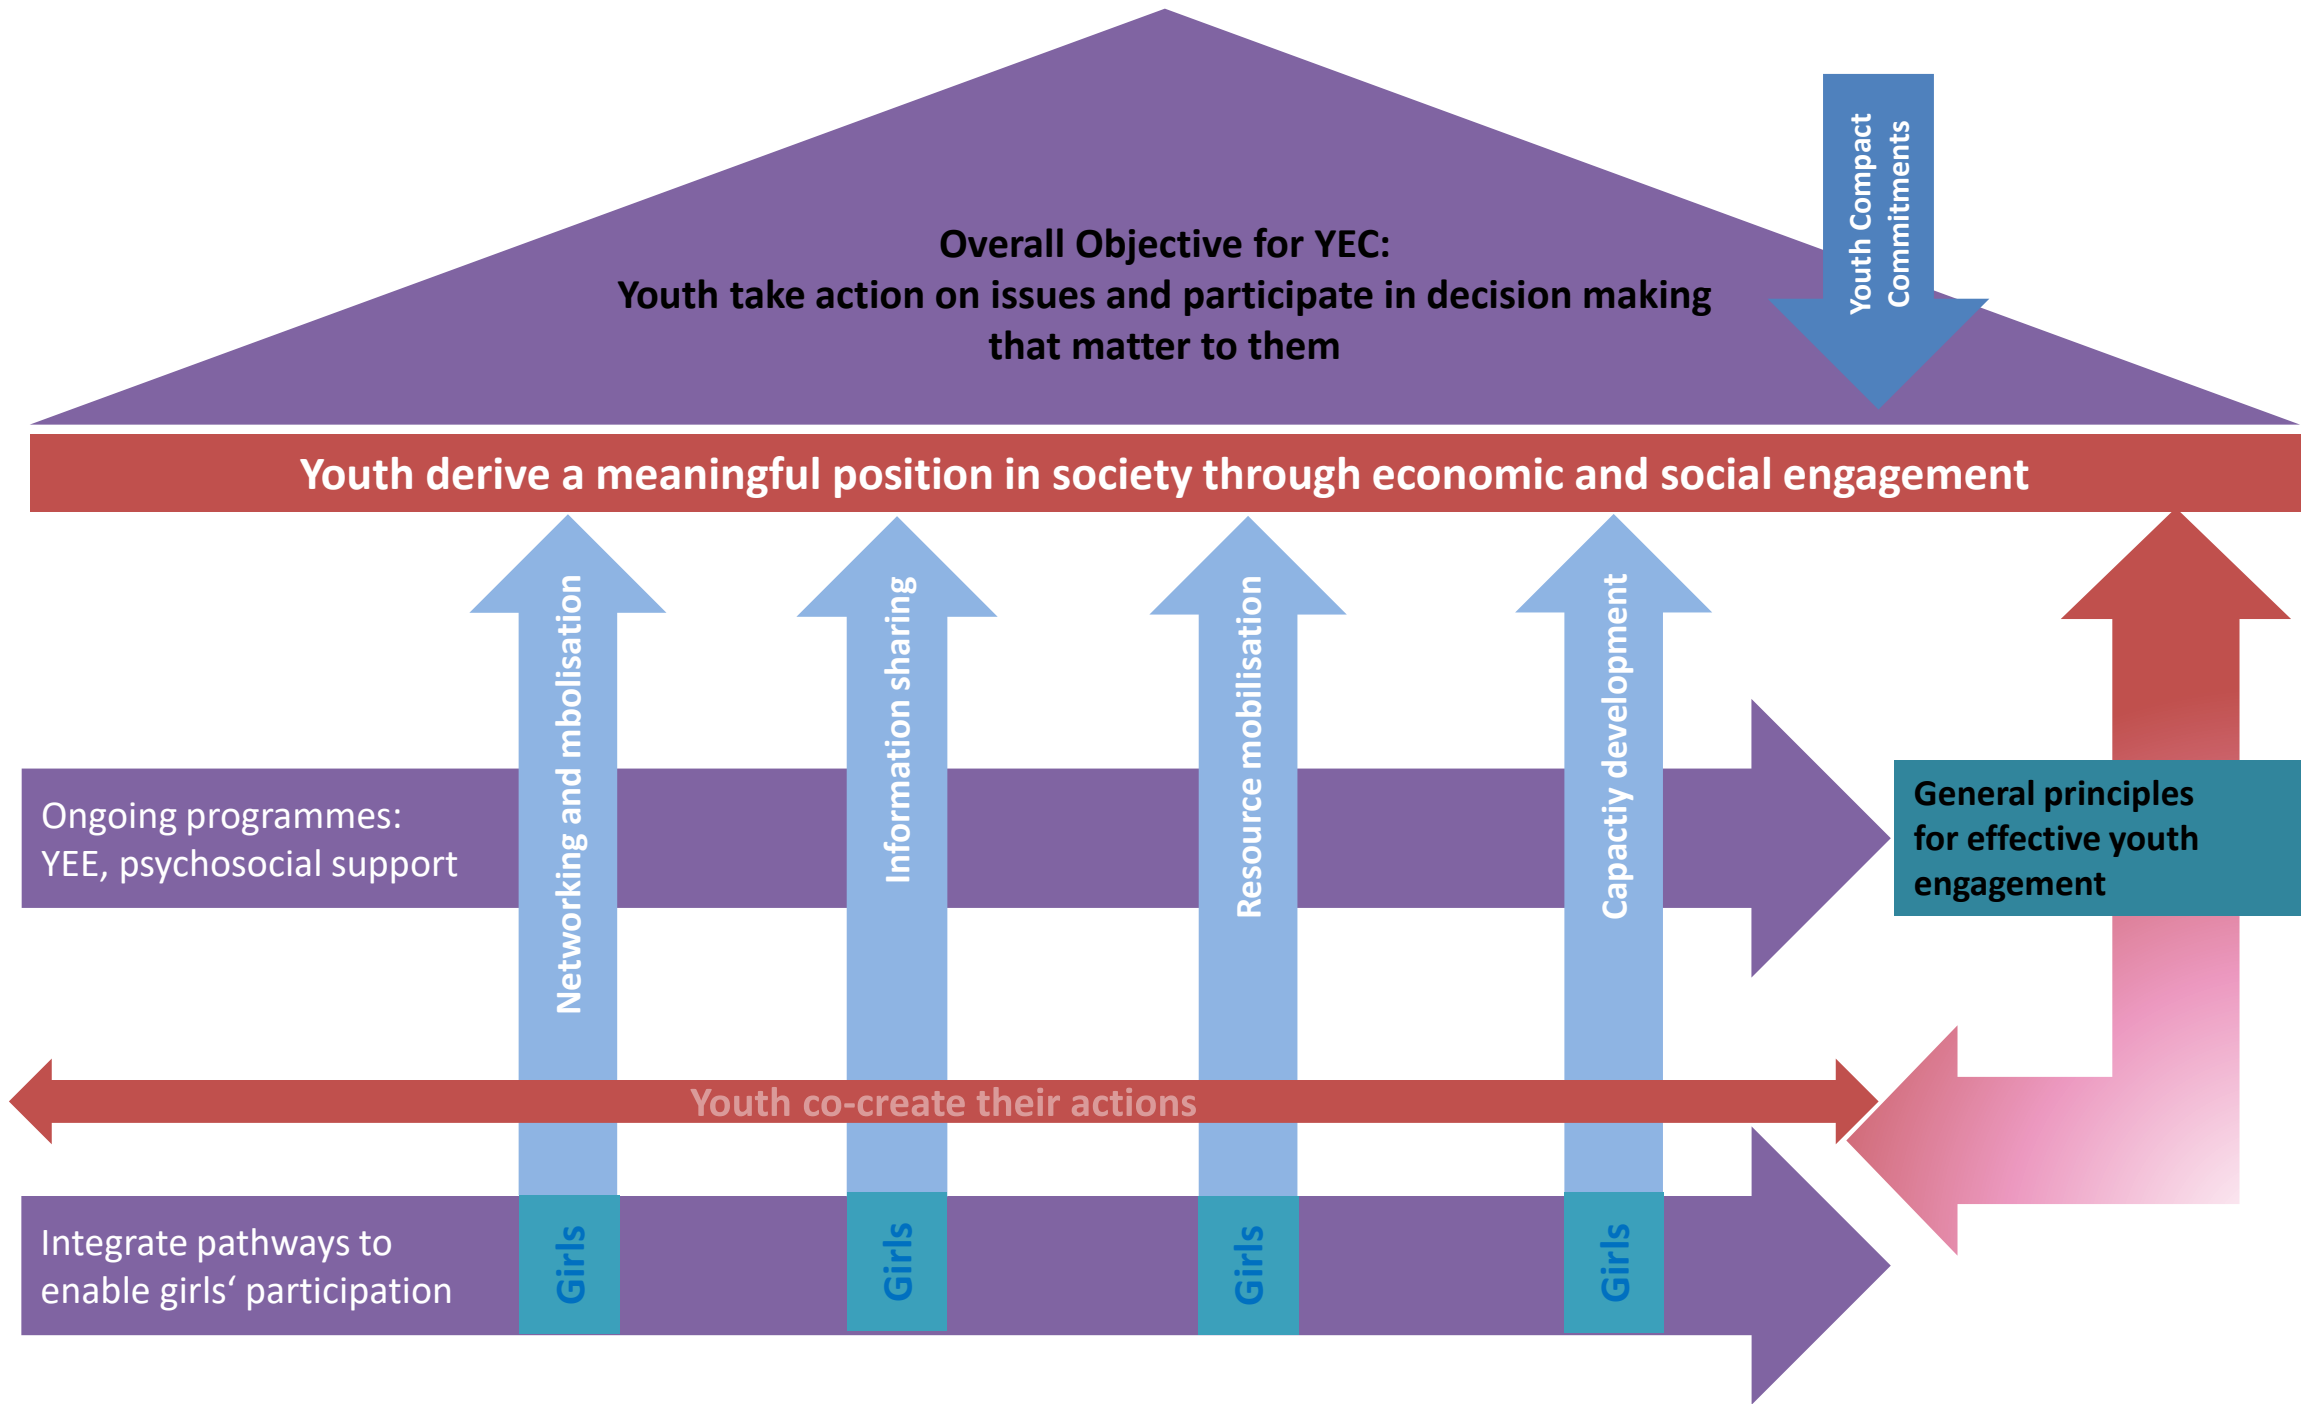 Overall Objective for YEC:
Youth take action on issues and participate in decision making
that matter to them
Youth Compact
Commitments
Youth derive a meaningful position in society through economic and social engagement
Networking and mbolisation
Information sharing
Resource mobilisation
Capactiy development
Ongoing programmes:
YEE, psychosocial support
General principles
for effective youth
engagement
Youth co-create their actions
Integrate pathways to
enable girls‘ participation
Girls
Girls
Girls
Girls